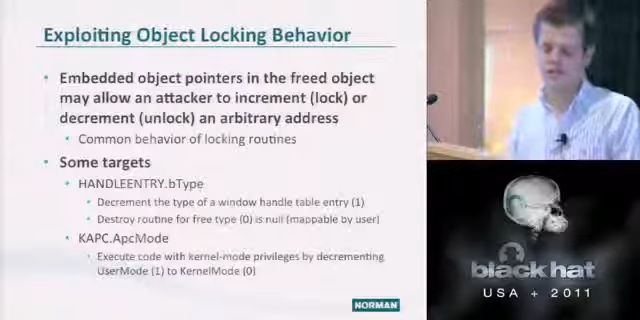 Exploiting Object Locking Behavior
• Embedded object pointers in the freed object
may allow an attacker to increment (lock) or
decrement (unlock) an arbitrary address
• Common behavior of locking routines
• Some targets
• HANDLEENTRY.bType
• Decrement the type of a window handle table entry (1)
• Destroy routine for free type (0) is null (mappable by user)
• KAPC.ApcMode
• Execute code with kernel-mode privileges by decrementing
UserMode (1) to KernelMode (0)
NORMAN
black hat
USA + 2011